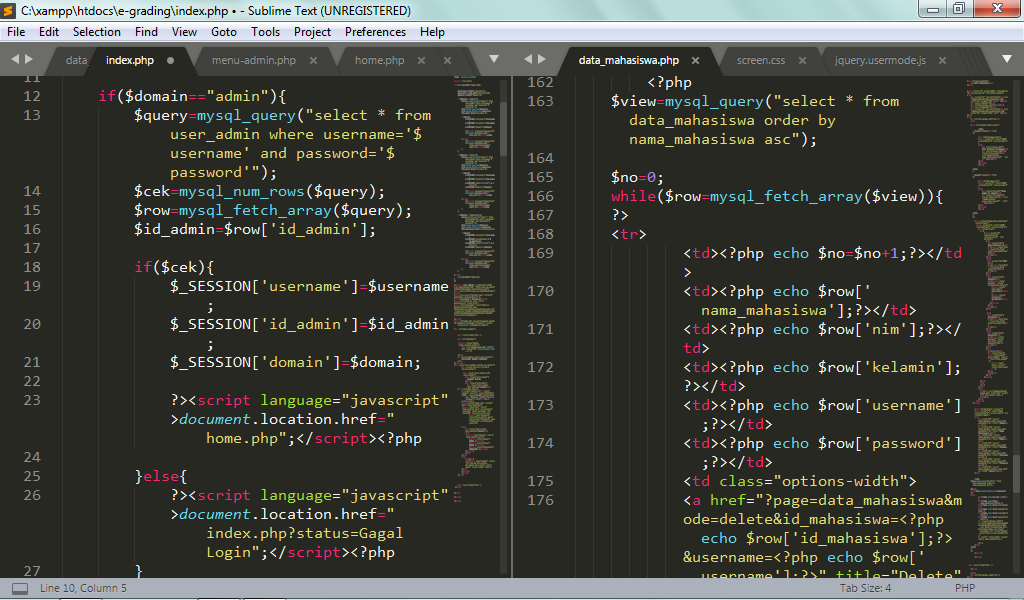 C:\xampp\htdocs\e-grading\index.php • - Sublime Text (UNREGISTERED)
File Edit Selection Find View Goto Tools Project Preferences Help
data index.php menu-admin.php home.php data_mahasiswa.php screen.css jquery.usermode.js
11
12 if($domain=="admin"){
13 $query=mysql_query("select * from
user_admin where username='$
username' and password='$
password'");
14 $cek=mysql_num_rows($query);
15 $row=mysql_fetch_array($query);
16 $id_admin=$row['id_admin'];
17
18 if($cek){
19 $_SESSION['username']=$username
;
20 $_SESSION['id_admin']=$id_admin
;
21 $_SESSION['domain']=$domain;
22
23 ?><script language="javascript"
>document.location.href="
home.php";</script><?php
24
25 }else{
26 ?><script language="javascript"
>document.location.href="
index.php?status=Gagal
Login";</script><?php
27 }
162 <?php
163 $view=mysql_query("select * from
data_mahasiswa order by
nama_mahasiswa asc");
164
165 $no=0;
166 while($row=mysql_fetch_array($view)){
167 ?>
168 <tr>
169 <td><?php echo $no=$no+1;?></td
>
170 <td><?php echo $row['
nama_mahasiswa'];?></td>
171 <td><?php echo $row['nim'];?></
td>
172 <td><?php echo $row['kelamin'];
?></td>
173 <td><?php echo $row['username']
;?></td>
174 <td><?php echo $row['password']
;?></td>
175 <td class="options-width">
176 <a href="?page=data_mahasiswa&m
ode=delete&id_mahasiswa=<?php
echo $row['id_mahasiswa'];?>
&username=<?php echo $row['
username'];?>" title="Delete"
Line 10, Column 5 Tab Size: 4 PHP